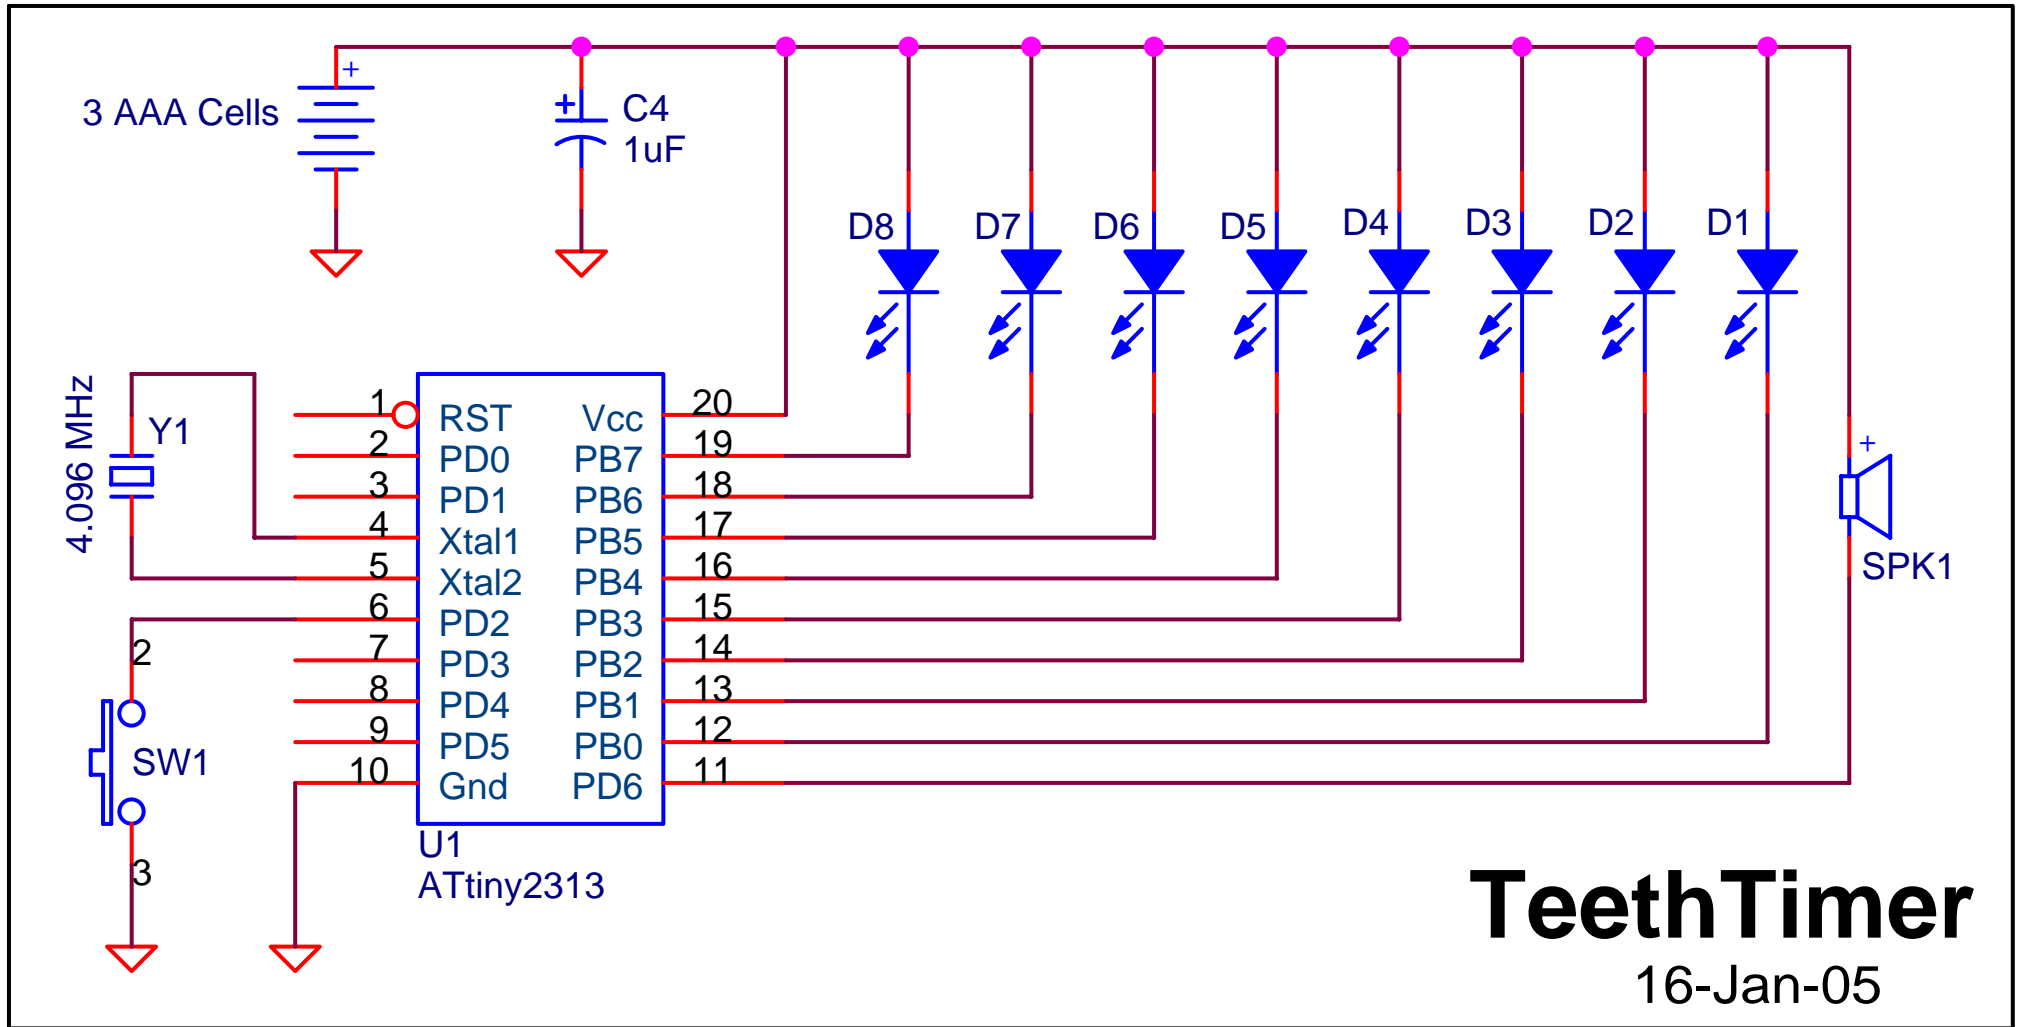 +
3 AAA Cells
+
C4
1uF
D8
D7
D6
D5
D4
D3
D2
D1
4.096 MHz
Y1
1
RST
Vcc
20
2
PD0
PB7
19
3
PD1
PB6
18
4
Xtal1
PB5
17
5
Xtal2
PB4
16
6
PD2
PB3
15
7
PD3
PB2
14
8
PD4
PB1
13
9
PD5
PB0
12
10
Gnd
PD6
11
+
SPK1
2
SW1
3
U1
ATtiny2313
TeethTimer
16-Jan-05